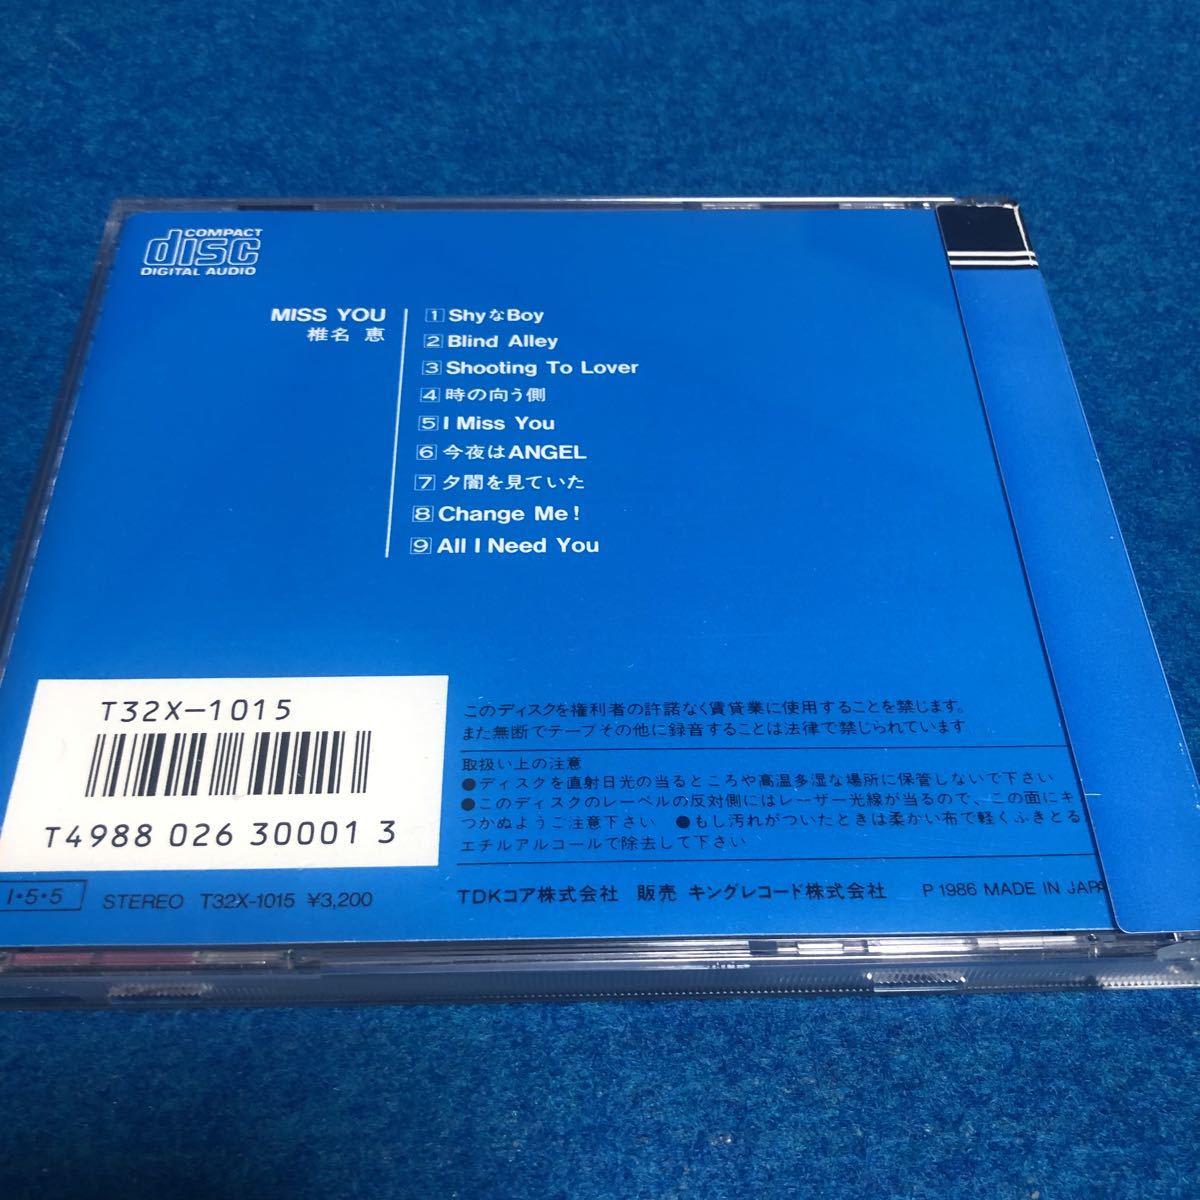 COMPACT
disc
DIGITAL AUDIO
MISS YOU
椎名 恵
1 ShyなBoy
2 Blind Alley
3 Shooting To Lover
4 時の向う側
5 I Miss You
6 今夜はANGEL
7 夕闇を見ていた
8 Change Me!
9 All I Need You
T32X-1015
T4988 026 30001 3
このディスクを権利者の許諾なく賃貸業に使用することを禁じます。
また無断でテープその他に録音することは法律で禁じられています
取扱い上の注意
●ディスクを直射日光の当るところや高温多湿な場所に保管しないで下さい
●このディスクのレーベルの反対側にはレーザー光線が当るので、この面にキ
つかぬようご注意下さい ●もし汚れがついたときは柔かい布で軽くふきとる
エチルアルコールで除去して下さい
I・5・5
STEREO T32X-1015 ¥3,200
TDKコア株式会社 販売 キングレコード株式会社
P 1986 MADE IN JAPA